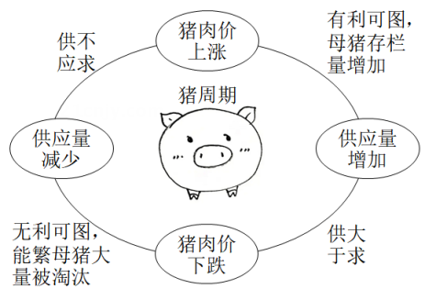 猪肉价
上涨
有利可图,
母猪存栏
量增加
供不
应求
猪周期
供应量
减少
供应量
增加
无利可图,
能繁母猪大
量被淘汰
猪肉价
下跌
供大
于求